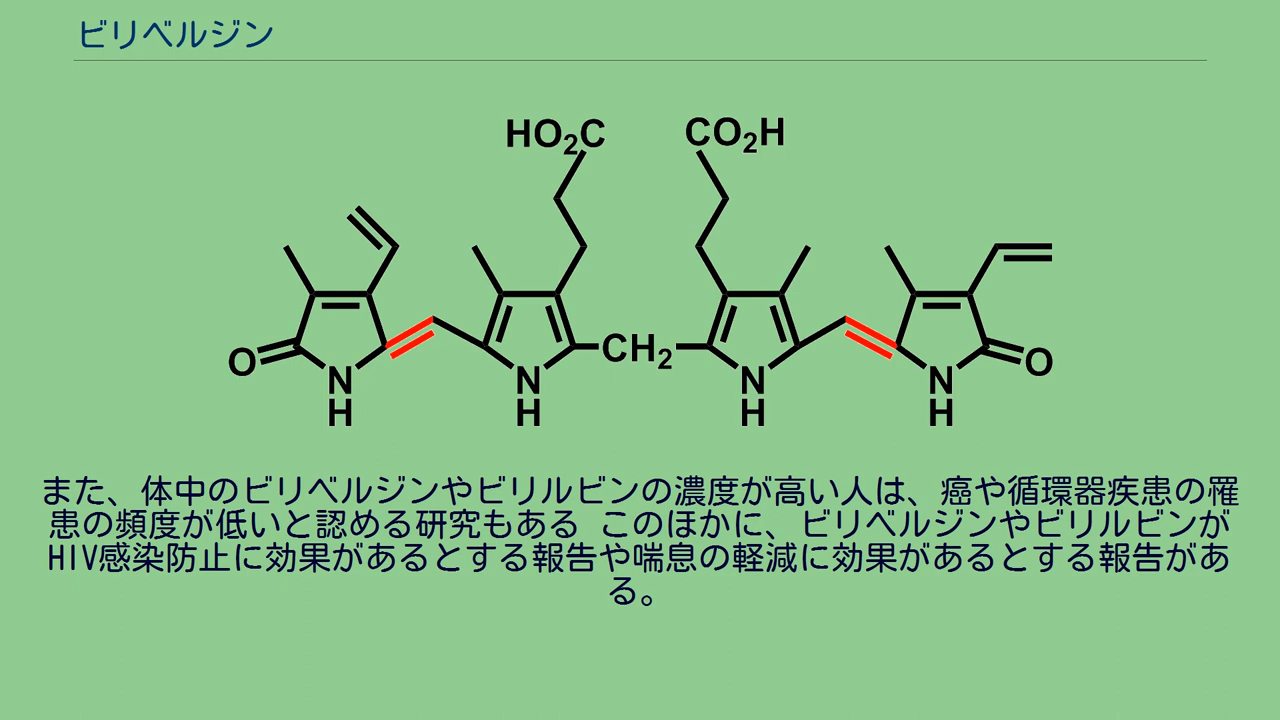 ビリベルジン
HO2C CO2H
O N H N H CH2 N H N H O
また、体中のビリベルジンやビリルビンの濃度が高い人は、癌や循環器疾患の罹
患の頻度が低いと認める研究もある このほかに、ビリベルジンやビリルビンが
HIV感染防止に効果があるとする報告や喘息の軽減に効果があるとする報告があ
る。